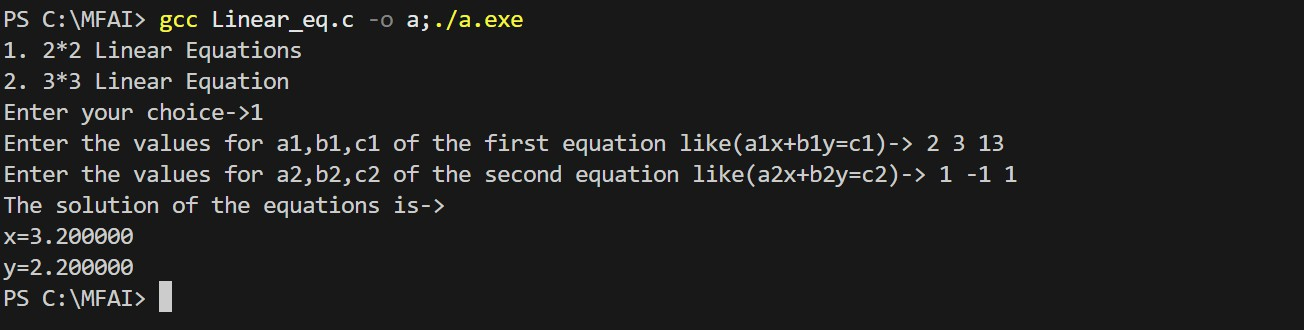 PS C:\MFAI> gcc Linear_eq.c -o a;./a.exe
1. 2*2 Linear Equations
2. 3*3 Linear Equation
Enter your choice->1
Enter the values for a1,b1,c1 of the first equation like(a1x+b1y=c1)-> 2 3 13
Enter the values for a2,b2,c2 of the second equation like(a2x+b2y=c2)-> 1 -1 1
The solution of the equations is->
x=3.200000
y=2.200000
PS C:\MFAI>